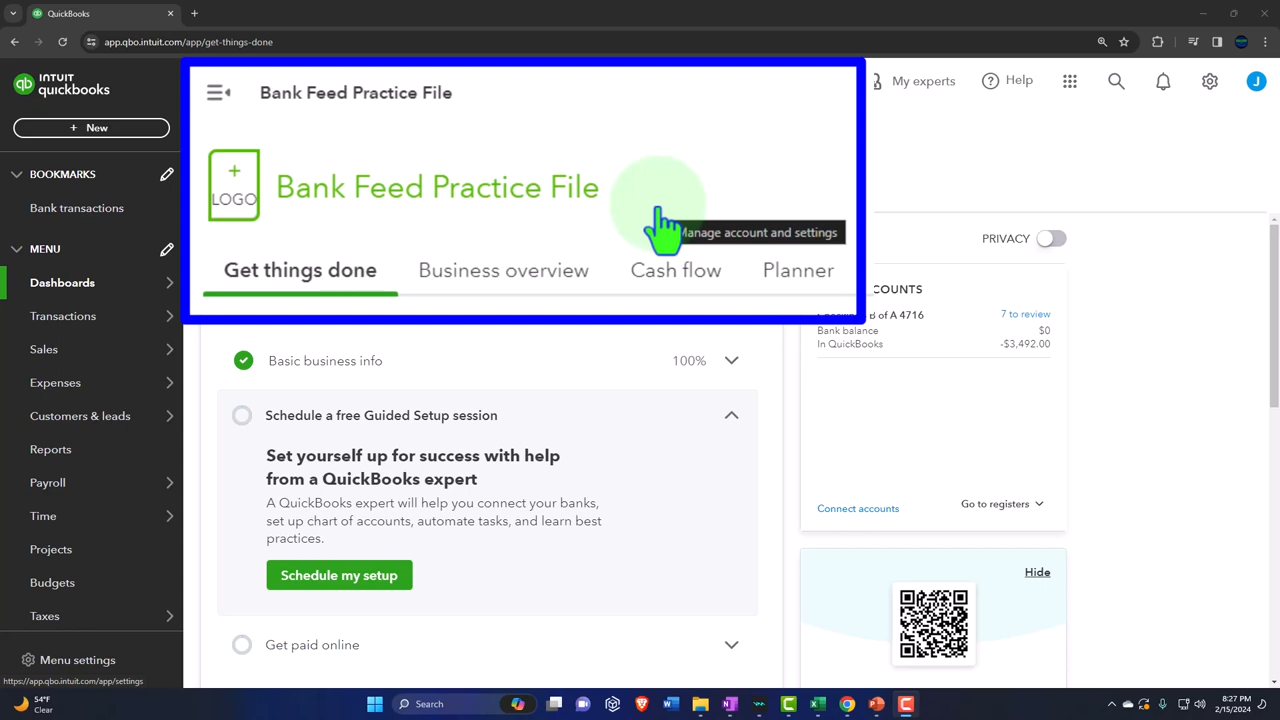 QuickBooks
app.qbo.intuit.com/app/get-things-done
INTUIT
quickbooks
+ New
BOOKMARKS
Bank transactions
MENU
Dashboards
Transactions
Sales
Expenses
Customers & leads
Reports
Payroll
Time
Projects
Budgets
Taxes
Menu settings
https://app.qbo.intuit.com/app/settings
Bank Feed Practice File
+
LOGO
Bank Feed Practice File
Manage account and settings
Get things done
Business overview
Cash flow
Planner
My experts
Help
J
PRIVACY
Basic business info
100%
Schedule a free Guided Setup session
Set yourself up for success with help
from a QuickBooks expert
A QuickBooks expert will help you connect your banks,
set up chart of accounts, automate tasks, and learn best
practices.
Schedule my setup
Get paid online
COUNTS
B of A 4716
7 to review
Bank balance
$0
In QuickBooks
-$3,492.00
Connect accounts
Go to registers
Hide
54°F
Clear
Search
8:27 PM
2/15/2024